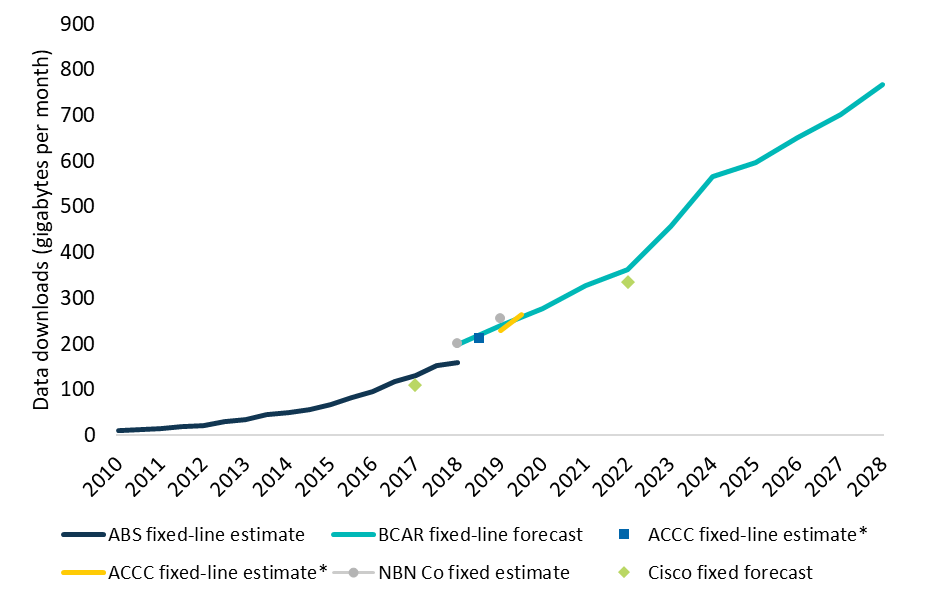 Data downloads (gigabytes per month)
900
800
700
600
500
400
300
200
100
0
2010 2011 2012 2013 2014 2015 2016 2017 2018 2019 2020 2021 2022 2023 2024 2025 2026 2027 2028
ABS fixed-line estimate BCAR fixed-line forecast ACCC fixed-line estimate*
ACCC fixed-line estimate* NBN Co fixed estimate Cisco fixed forecast